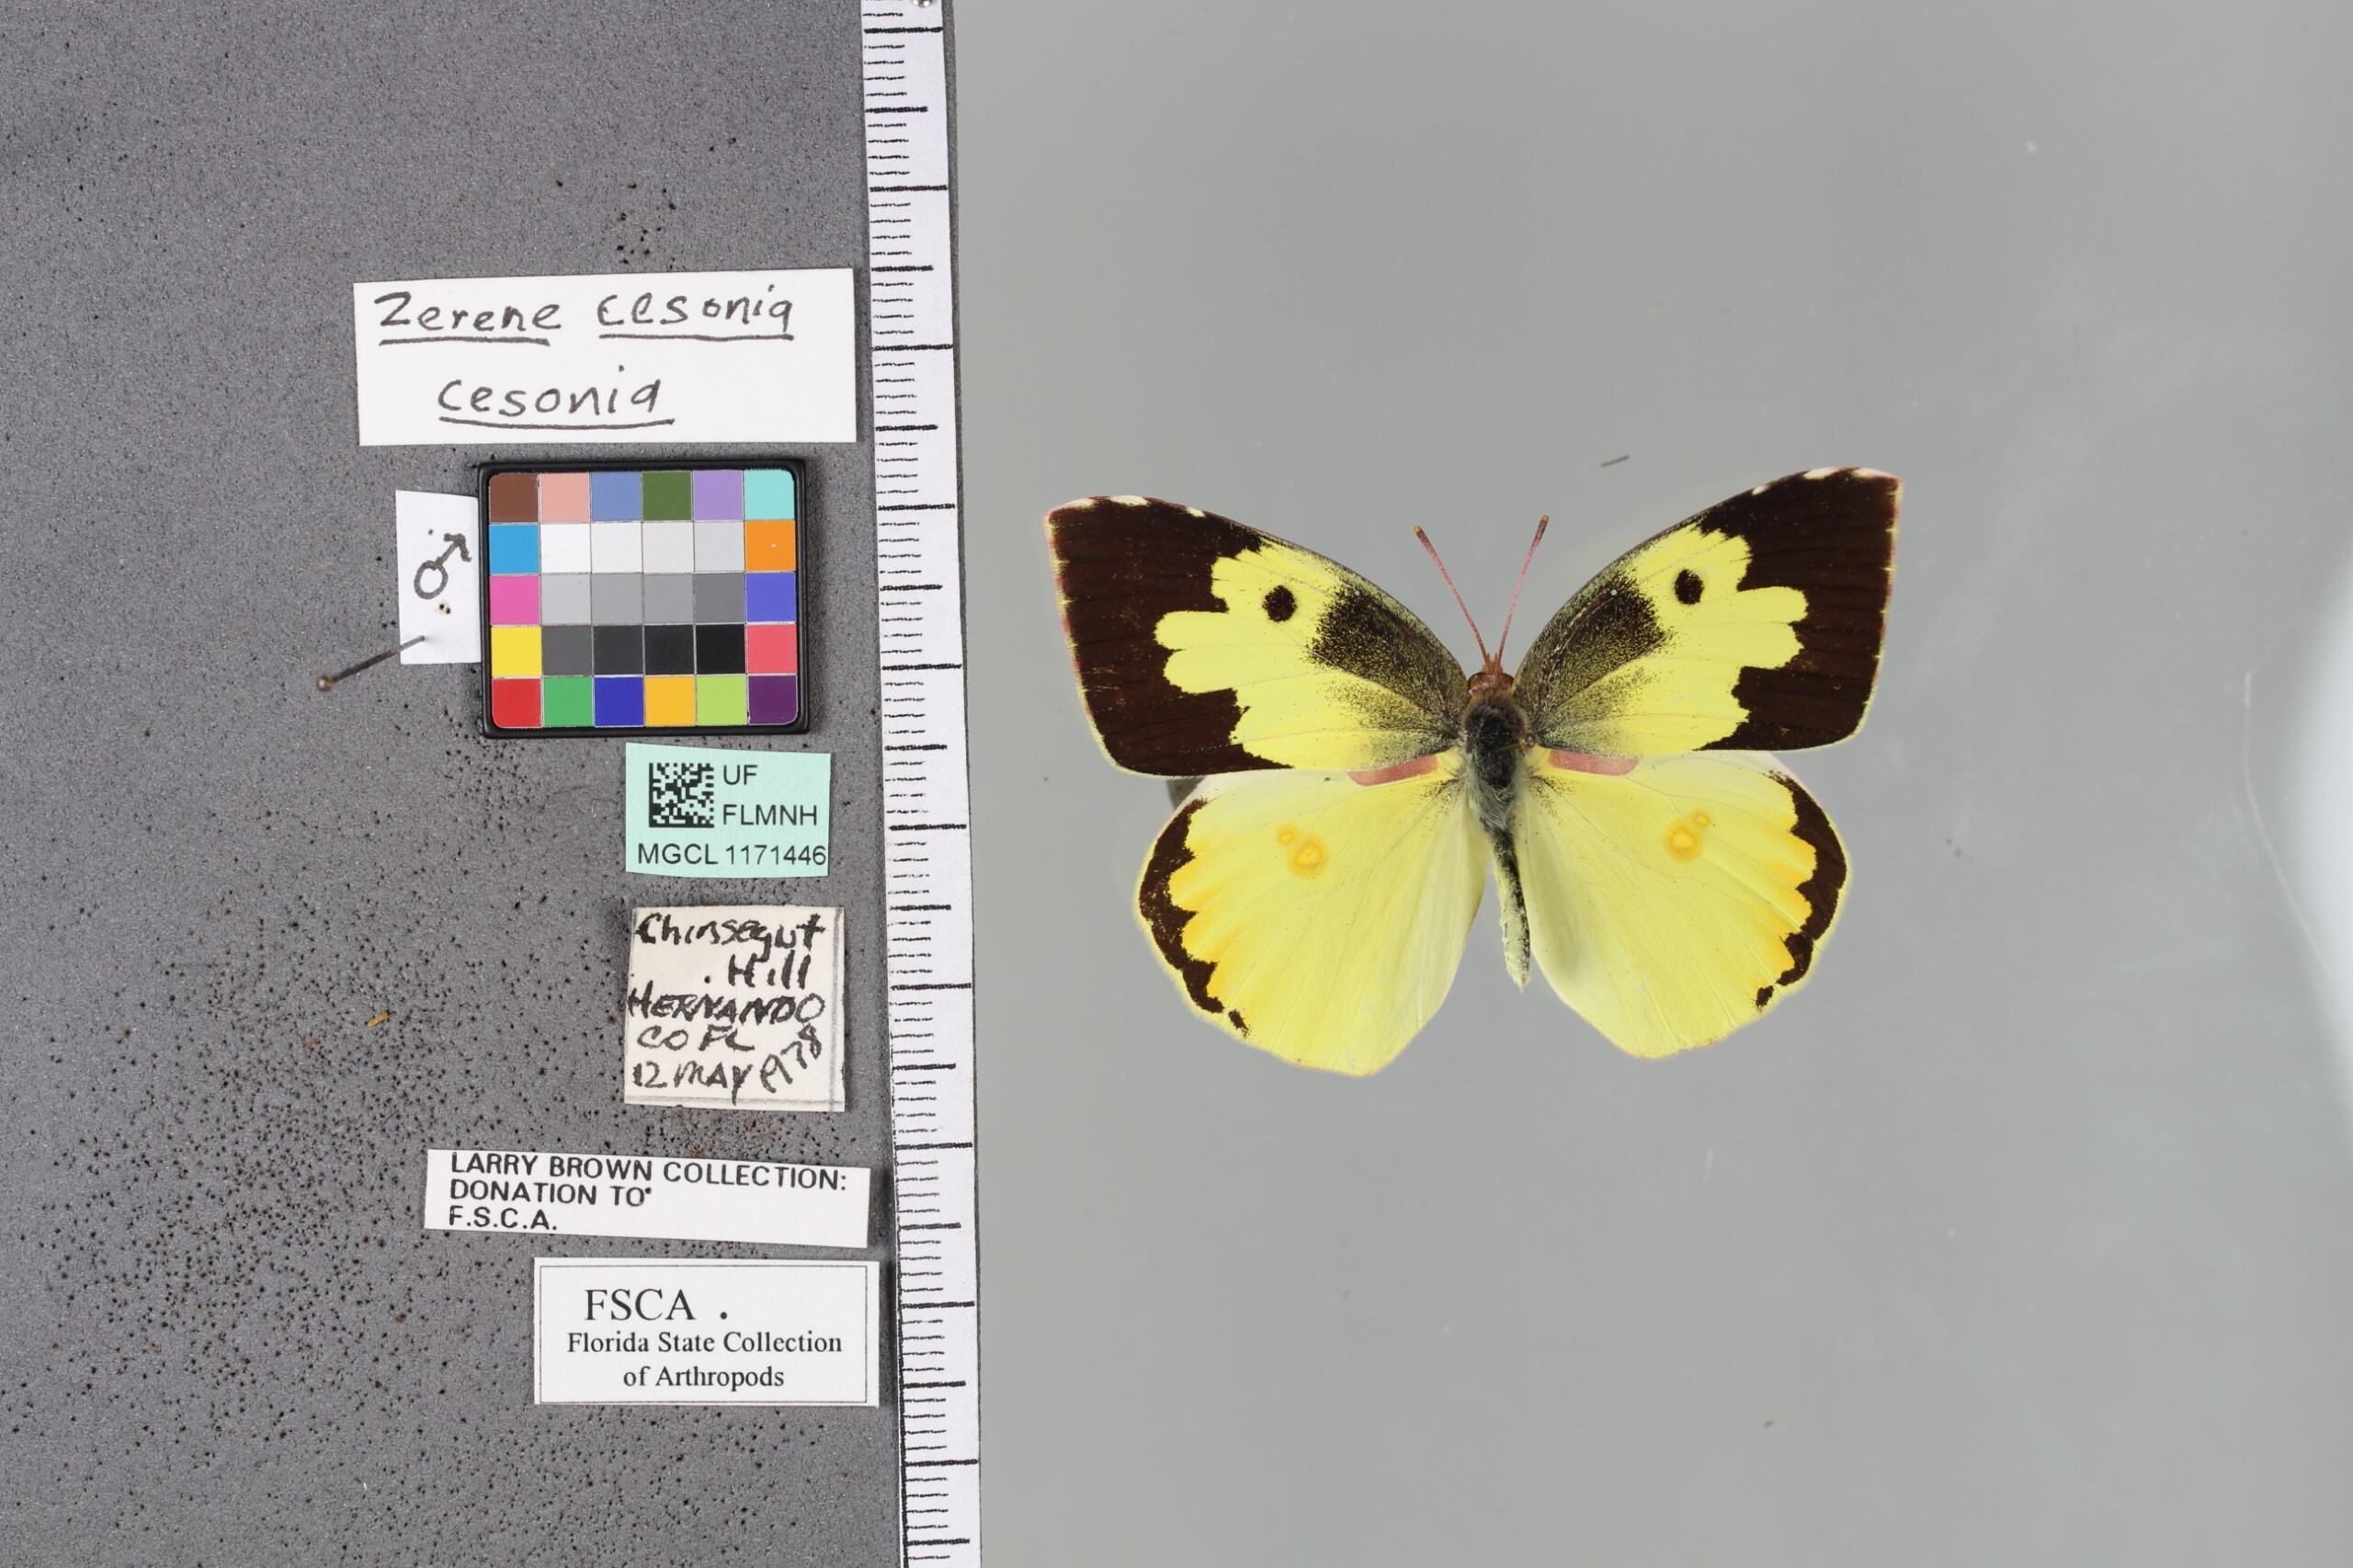 Zerene cesonia
cesonia
♂
UF
FLMNH
MGCL 1171446
Chinsegut
Hill
HERNANDO
CO FL
12 MAY 1978
LARRY BROWN COLLECTION:
DONATION TO
F.S.C.A.
FSCA
Florida State Collection
of Arthropods